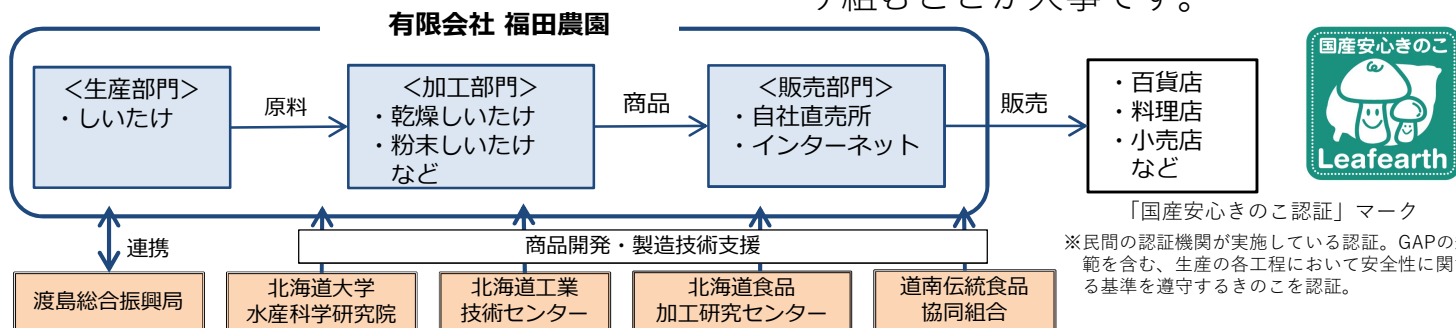 り組むことが大事です。
有限会社 福田農園
＜生産部門＞
・しいたけ
原料
＜加工部門＞
・乾燥しいたけ
・粉末しいたけ
など
商品
＜販売部門＞
・自社直売所
・インターネット
販売
・百貨店
・料理店
・小売店
など
国産安心きのこ
Leafearth
「国産安心きのこ認証」マーク
※民間の認証機関が実施している認証。GAPの
範を含む、生産の各工程において安全性に関
る基準を遵守するきのこを認証。
連携
商品開発・製造技術支援
渡島総合振興局
北海道大学
水産科学研究院
北海道工業
技術センター
北海道食品
加工研究センター
道南伝統食品
協同組合